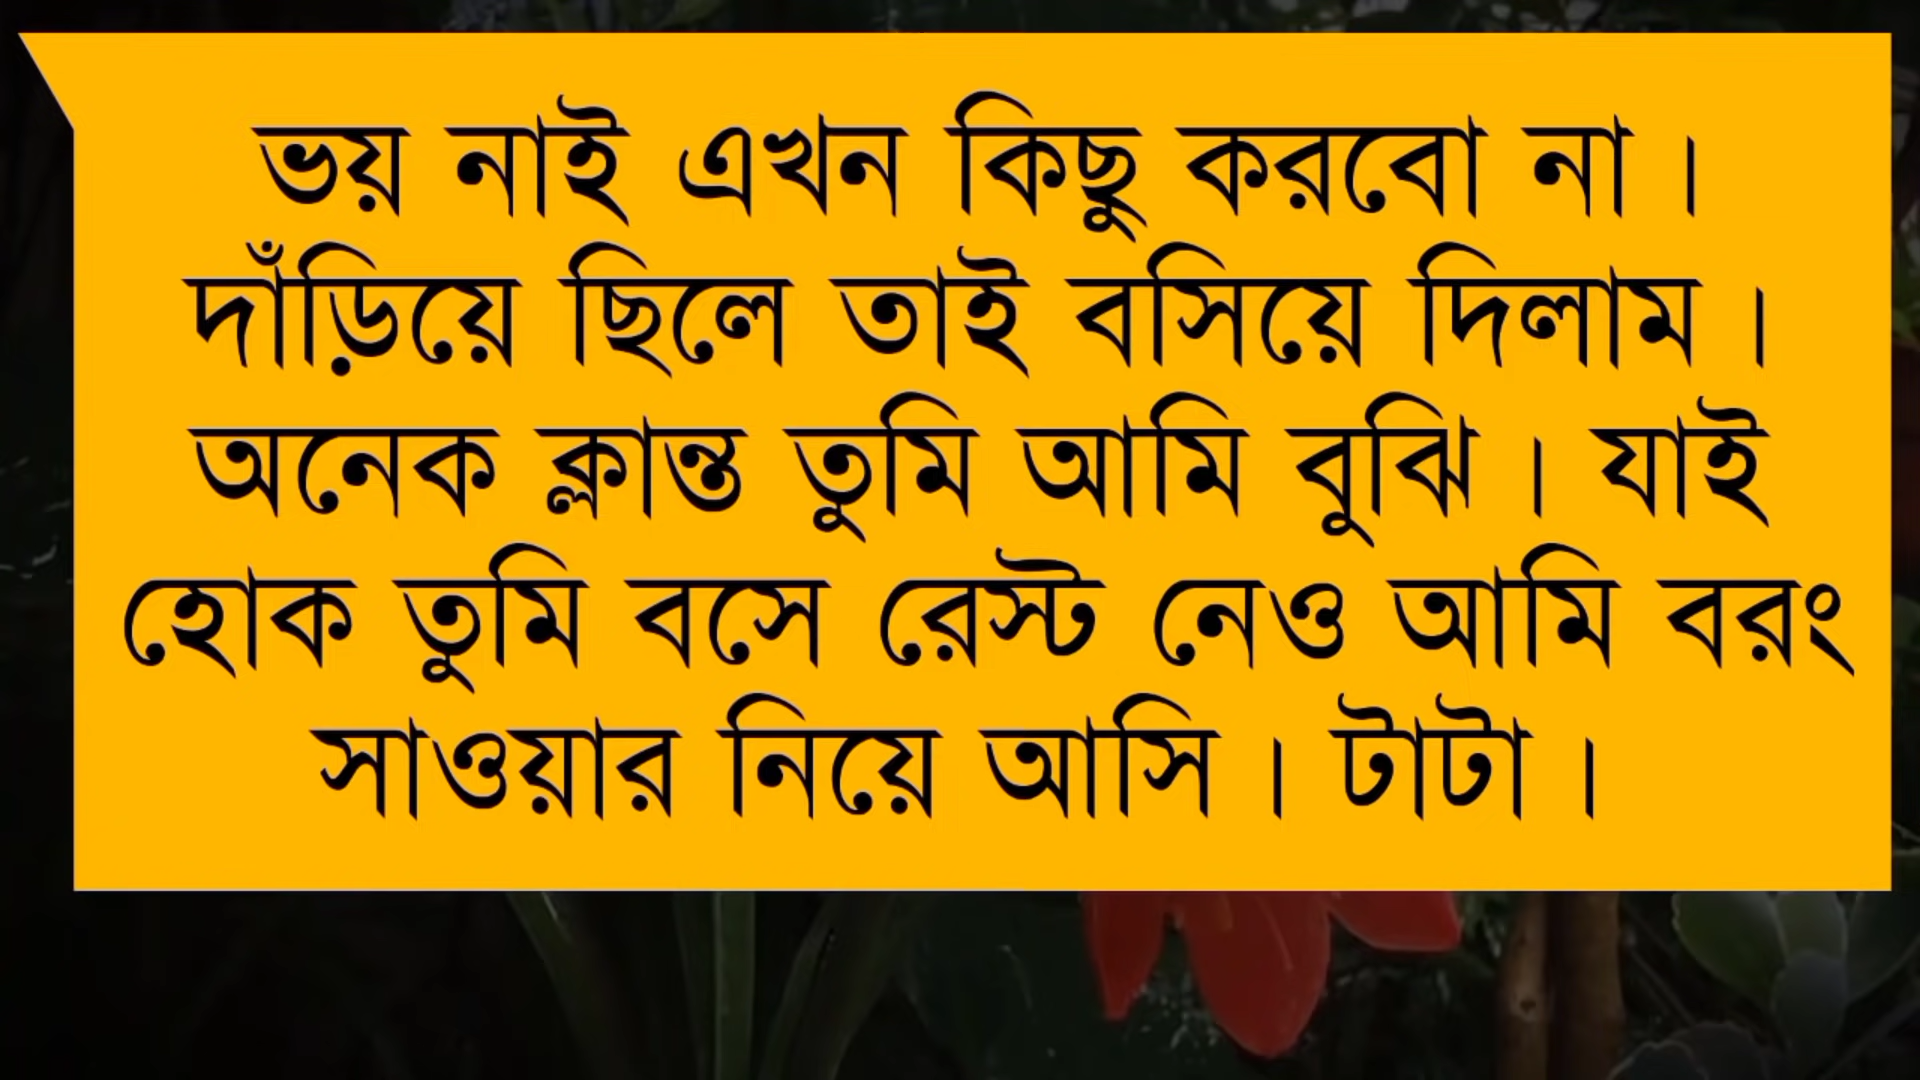 ভয় নাই এখন কিছু করবো না ।
দাঁড়িয়ে ছিলে তাই বসিয়ে দিলাম ।
অনেক ক্লান্ত তুমি আমি বুঝি । যাই
হোক তুমি বসে রেস্ট নেও আমি বরং
সাওয়ার নিয়ে আসি । টাটা ।